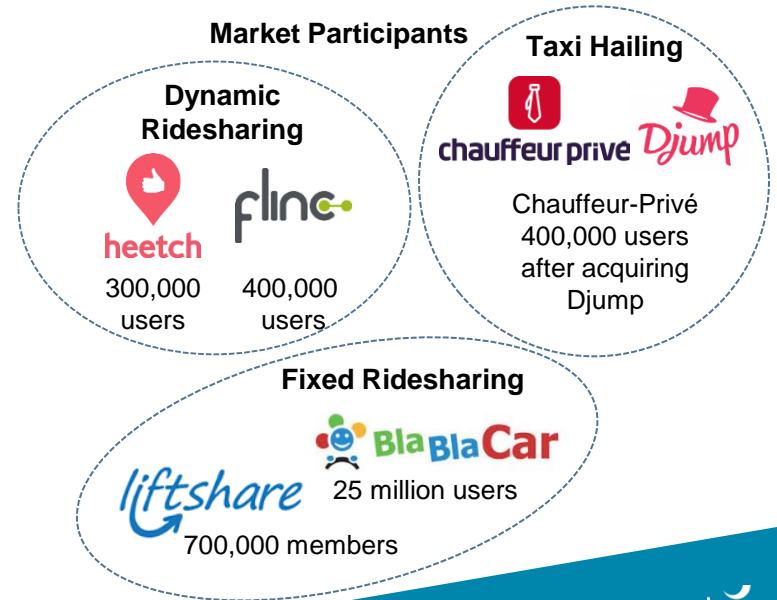 Market Participants
Taxi Hailing
chauffeur privé
Djump
Chauffeur-Privé
400,000 users
after acquiring
Djump
Dynamic
Ridesharing
heetch
flinc
300,000
users
400,000
users
Fixed Ridesharing
BlaBlaCar
25 million users
liftshare
700,000 members